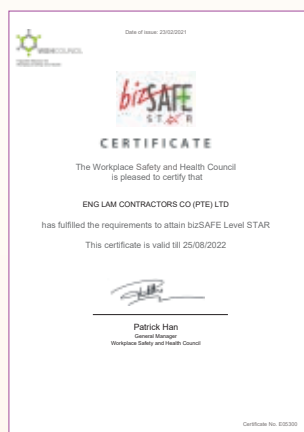 Date of issue: 23/02/2021
WSHCOUNCIL
bizSAFE
STAR
CERTIFICATE
The Workplace Safety and Health Council
is pleased to certify that
ENG LAM CONTRACTORS CO (PTE) LTD
has fulfilled the requirements to attain bizSAFE Level STAR
This certificate is valid till 25/08/2022
Patrick Han
General Manager
Workplace Safety and Health Council
Certificate No. E05300